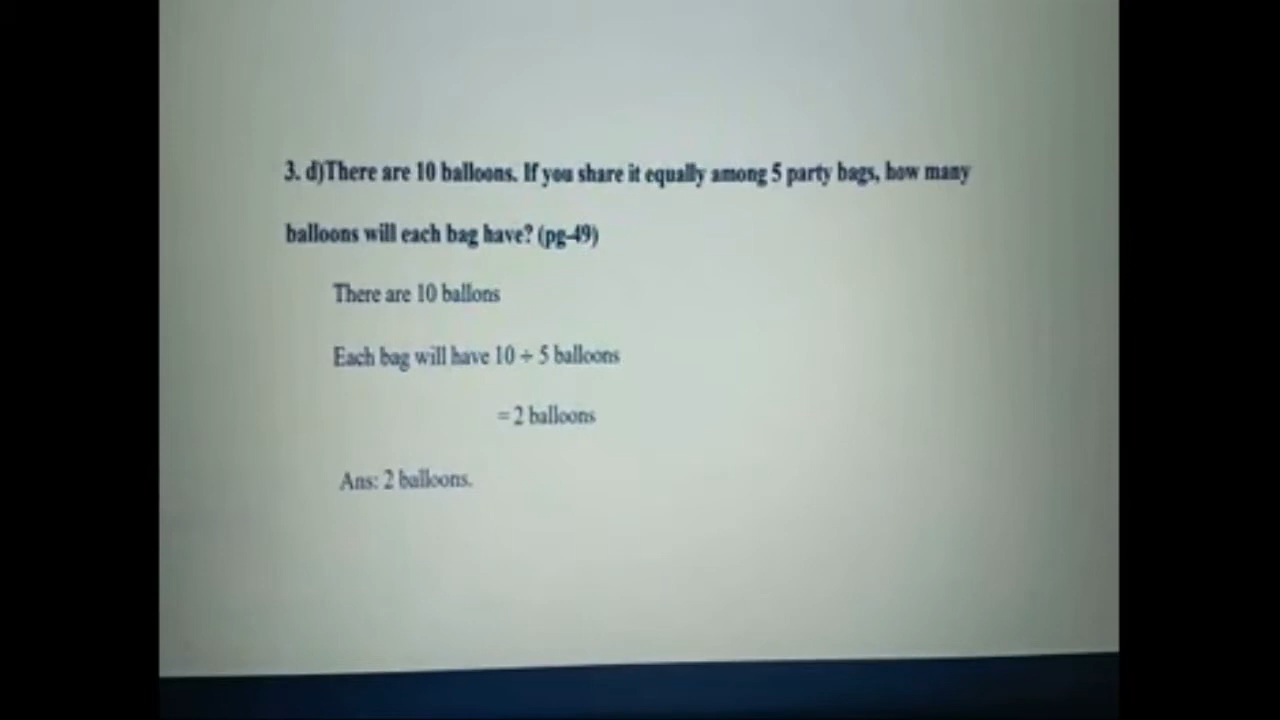 3. d)There are 10 balloons. If you share it equally among 5 party bags, how many
balloons will each bag have? (pg-49)
There are 10 ballons
Each bag will have 10 ÷ 5 balloons
= 2 balloons
Ans: 2 balloons.